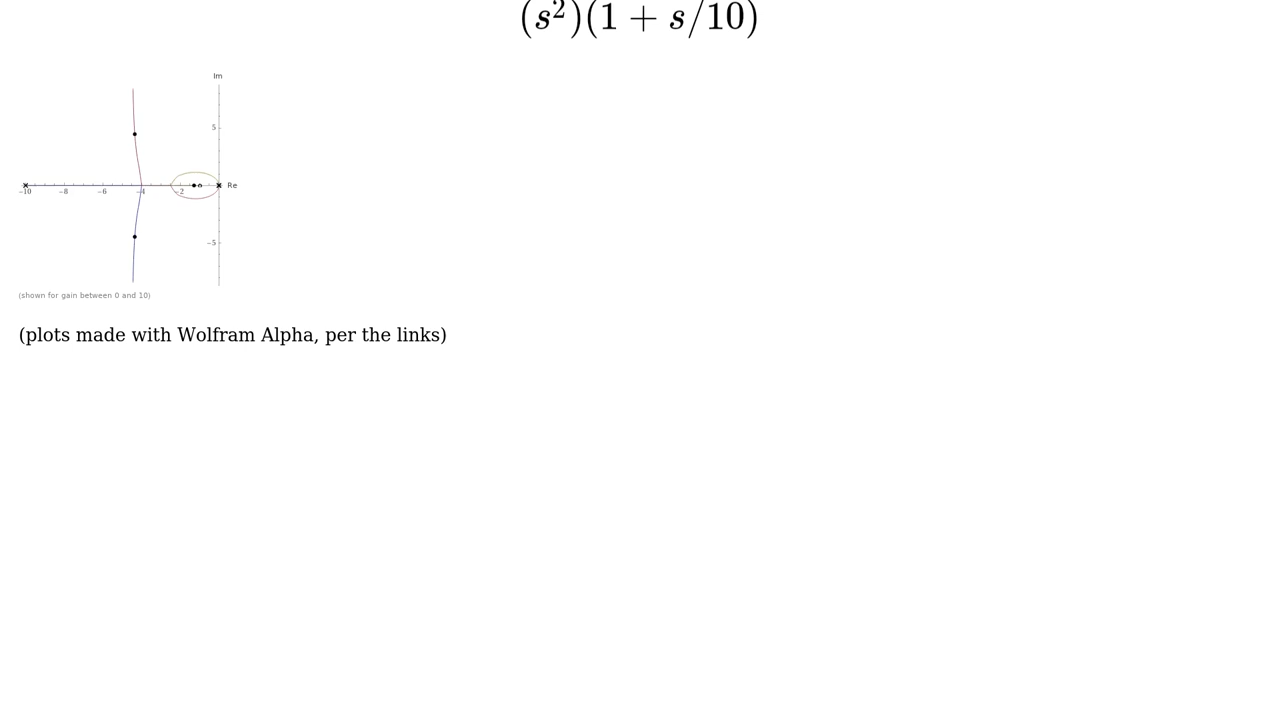 (s²)(1 + s/10)
Im
5
−10 −8 −6 −4 −2 Re
−5
(shown for gain between 0 and 10)
(plots made with Wolfram Alpha, per the links)